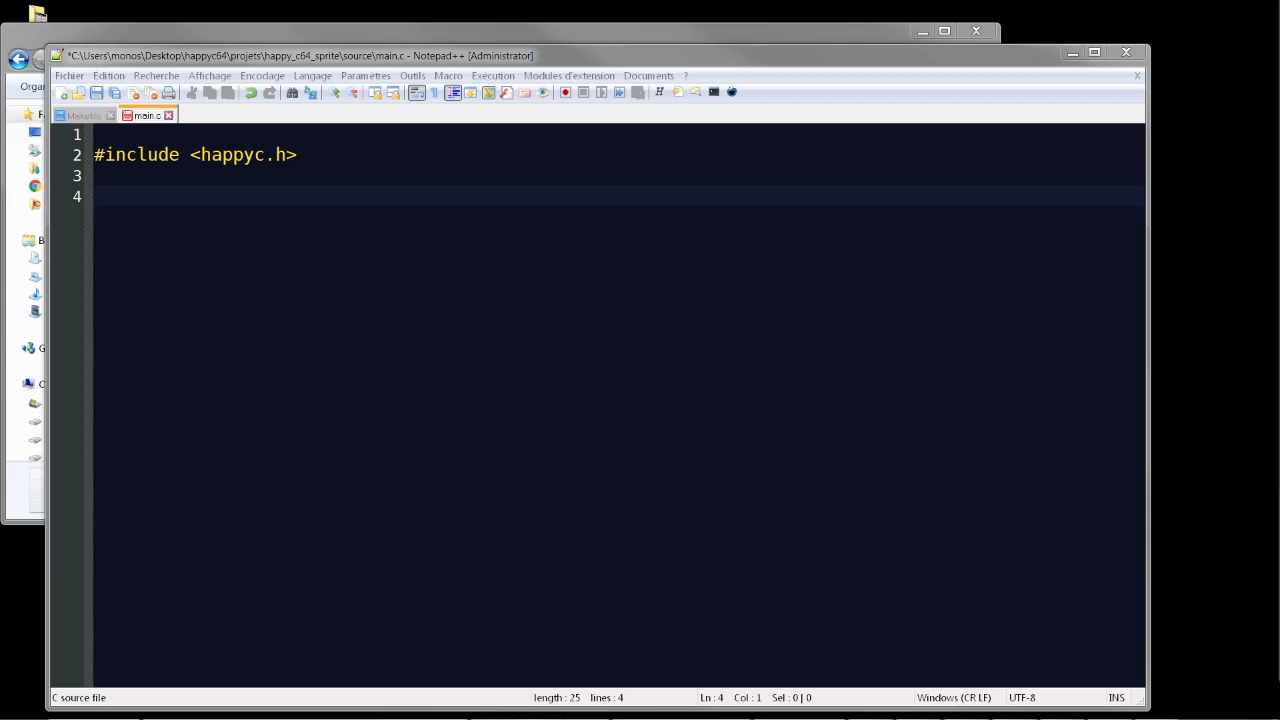 *C:\Users\monos\Desktop\happyc64\projets\happy_c64_sprite\source\main.c - Notepad++ [Administrator]
Fichier Edition Recherche Affichage Encodage Langage Paramètres Outils Macro Exécution Modules d'extension Documents ? X
Organ
Makefile main.c
1
2 #include <happyc.h>
3
4
C source file length : 25 lines : 4 Ln : 4 Col : 1 Sel : 0 | 0 Windows (CR LF) UTF-8 INS